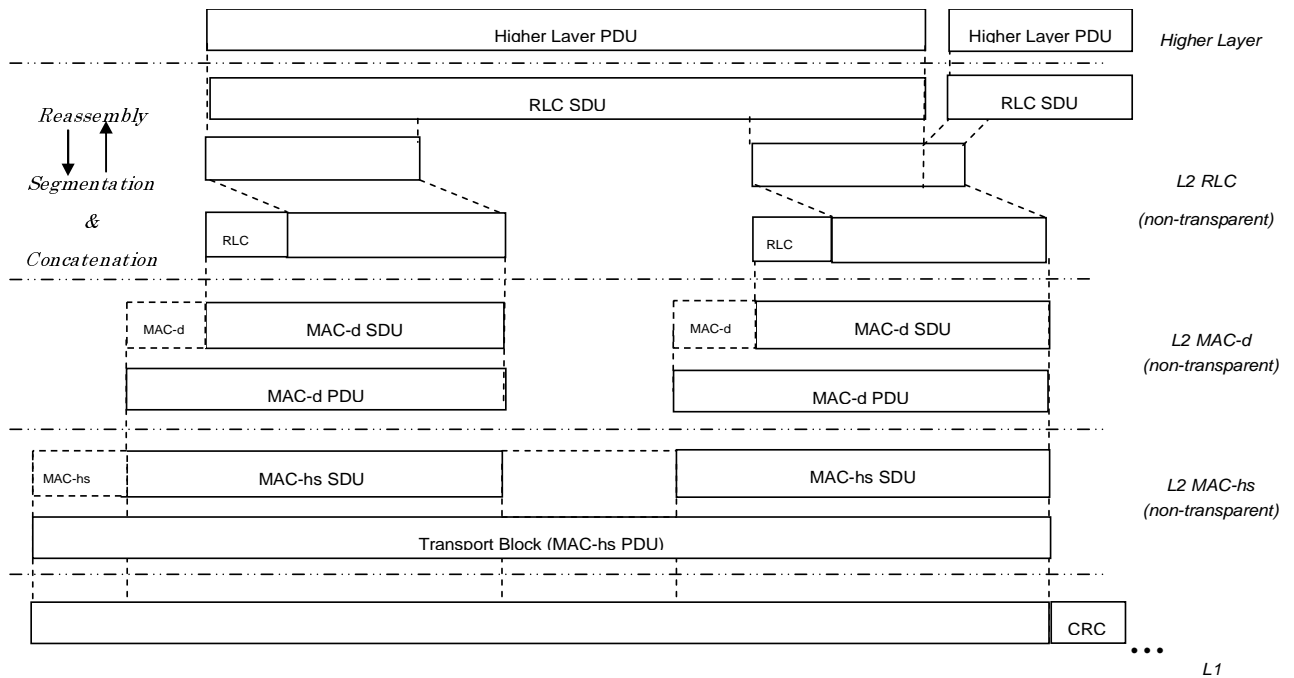 Higher Layer PDU
Higher Layer PDU
Higher Layer
RLC SDU
RLC SDU
Reassembly
Segmentation
&
Concatenation
L2 RLC
(non-transparent)
RLC
RLC
MAC-d
MAC-d SDU
MAC-d
MAC-d SDU
L2 MAC-d
(non-transparent)
MAC-d PDU
MAC-d PDU
MAC-hs
MAC-hs SDU
MAC-hs SDU
L2 MAC-hs
(non-transparent)
Transport Block (MAC-hs PDU)
CRC
...
L1